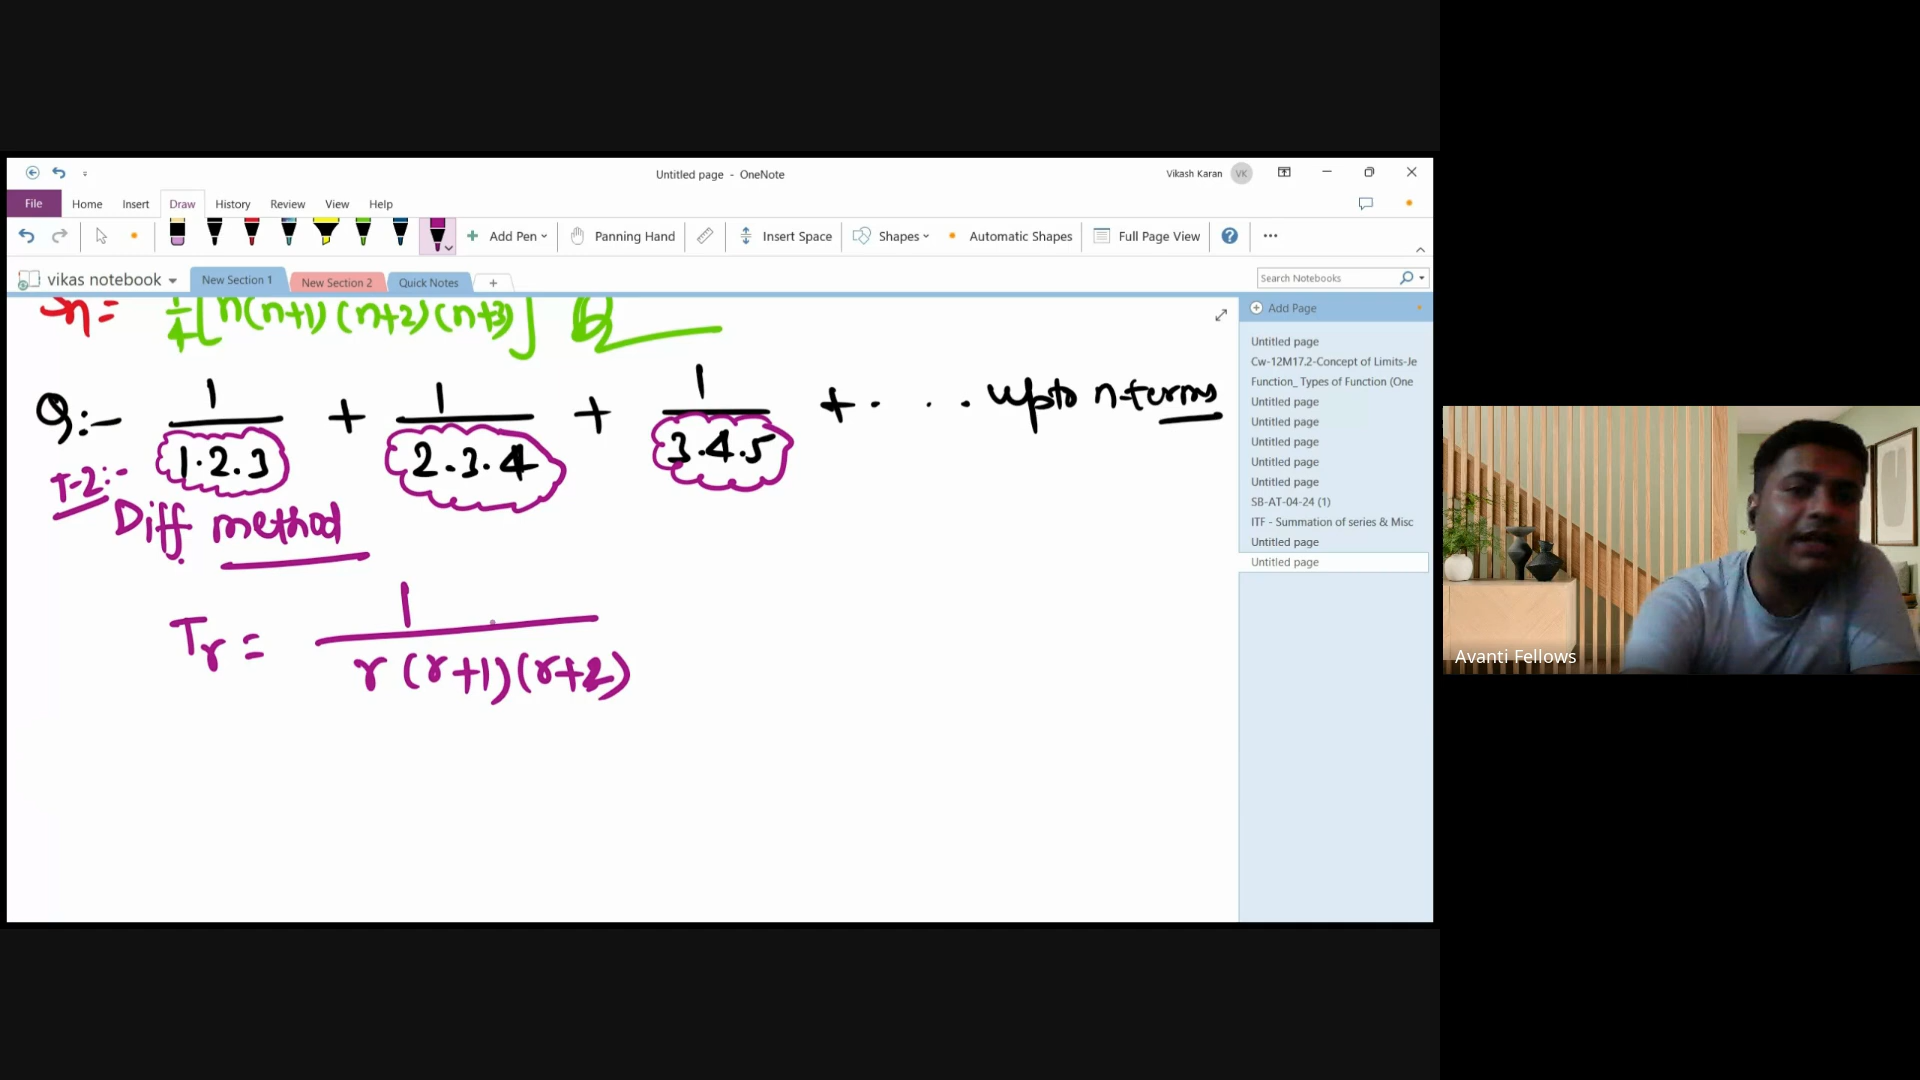 Untitled page - OneNote
Vikash Karan VK
File Home Insert Draw History Review View Help
+ Add Pen Panning Hand Insert Space Shapes Automatic Shapes Full Page View ? ...
vikas notebook New Section 1 New Section 2 Quick Notes + Search Notebooks
Add Page
Untitled page
Cw-12M17.2-Concept of Limits-Je
Function_ Types of Function (One
Untitled page
Untitled page
Untitled page
Untitled page
Untitled page
SB-AT-04-24 (1)
ITF - Summation of series & Misc
Untitled page
Untitled page
n = 1/4 [n(n+1)(n+2)(n+3)]
Q:- 1/1.2.3 + 1/2.3.4 + 1/3.4.5 + . . . . upto n terms
T-2:-
Diff. method
Tr = 1/r(r+1)(r+2)
Avanti Fellows